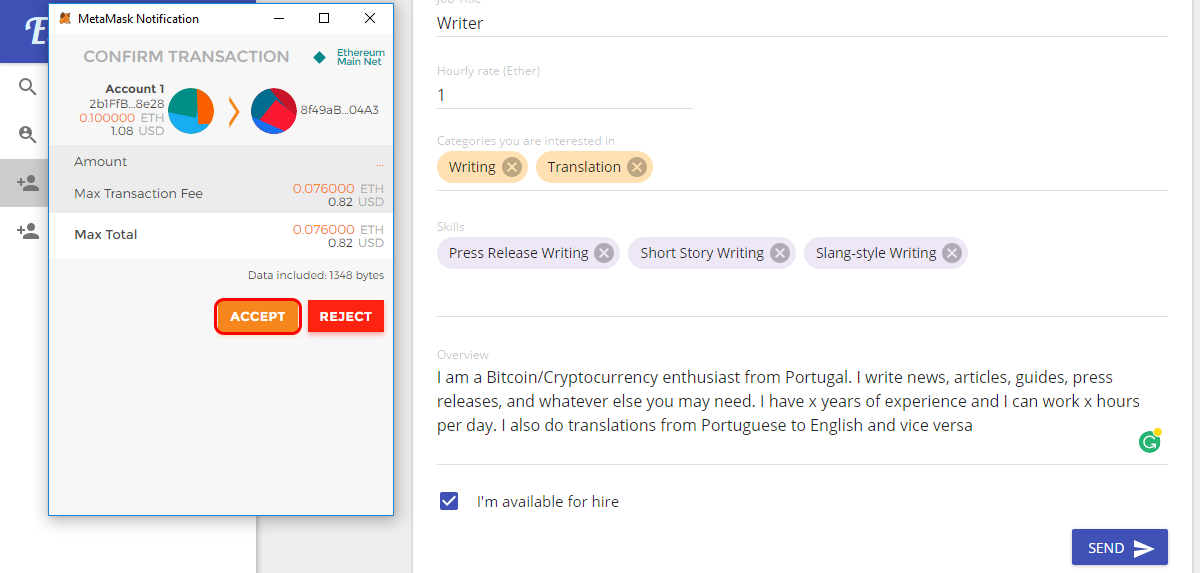 MetaMask Notification
CONFIRM TRANSACTION
Ethereum
Main Net
Account 1
2b1FfB...8e28
0.100000 ETH
1.08 USD
8f49aB...04A3
Amount
...
Max Transaction Fee
0.076000 ETH
0.82 USD
Max Total
0.076000 ETH
0.82 USD
Data included: 1348 bytes
ACCEPT REJECT
Job Title
Writer
Hourly rate (Ether)
1
Categories you are interested in
Writing Translation
Skills
Press Release Writing Short Story Writing Slang-style Writing
Overview
I am a Bitcoin/Cryptocurrency enthusiast from Portugal. I write news, articles, guides, press
releases, and whatever else you may need. I have x years of experience and I can work x hours
per day. I also do translations from Portuguese to English and vice versa
I'm available for hire
SEND